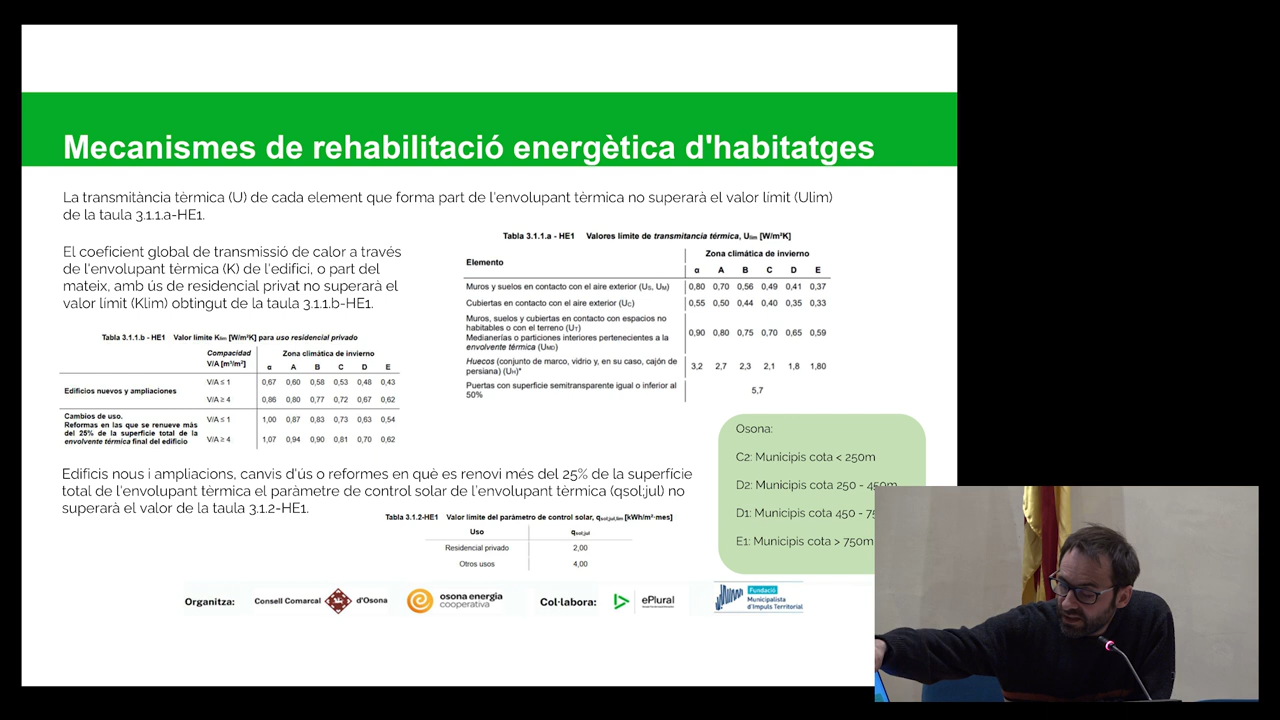 Mecanismes de rehabilitació energètica d'habitatges
La transmitància tèrmica (U) de cada element que forma part de l'envolupant tèrmica no superarà el valor límit (Ulim)
de la taula 3.1.1.a-HE1.
El coeficient global de transmissió de calor a través
de l'envolupant tèrmica (K) de l'edifici, o part del
mateix, amb ús de residencial privat no superarà el
valor límit (Klim) obtingut de la taula 3.1.1.b-HE1.
Tabla 3.1.1.a - HE1 Valores límite de transmitancia térmica, Ulim [W/m²K]
Elemento
Zona climática de invierno
α A B C D E
Muros y suelos en contacto con el aire exterior (US, UM) 0,80 0,70 0,56 0,49 0,41 0,37
Cubiertas en contacto con el aire exterior (UC) 0,55 0,50 0,44 0,40 0,35 0,33
Muros, suelos y cubiertas en contacto con espacios no
habitables o con el terreno (UT)
Medianerías o particiones interiores pertenecientes a la
envolvente térmica (UMD)
0,90 0,80 0,75 0,70 0,65 0,59
Huecos (conjunto de marco, vidrio y, en su caso, cajón de
persiana) (UH)*
3,2 2,7 2,3 2,1 1,8 1,80
Puertas con superficie semitransparente igual o inferior al
50%
5,7
Tabla 3.1.1.b - HE1 Valor límite Klim [W/m²K] para uso residencial privado
Compacidad
V/A [m³/m²]
Zona climática de invierno
α A B C D E
Edificios nuevos y ampliaciones
V/A ≤ 1 0,67 0,60 0,58 0,53 0,48 0,43
V/A ≥ 4 0,86 0,80 0,77 0,72 0,67 0,62
Cambios de uso.
Reformas en las que se renueve más
del 25% de la superficie total de la
envolvente térmica final del edificio
V/A ≤ 1 1,00 0,87 0,83 0,73 0,63 0,54
V/A ≥ 4 1,07 0,94 0,90 0,81 0,70 0,62
Edificis nous i ampliacions, canvis d'ús o reformes en què es renovi més del 25% de la superfície
total de l'envolupant tèrmica el paràmetre de control solar de l'envolupant tèrmica (qsol;jul) no
superarà el valor de la taula 3.1.2-HE1.
Tabla 3.1.2-HE1 Valor límite del parámetro de control solar, qsol,jul,lim [kWh/m²·mes]
Uso qsol;jul
Residencial privado 2,00
Otros usos 4,00
Osona:
C2: Municipis cota < 250m
D2: Municipis cota 250 - 450m
D1: Municipis cota 450 - 75
E1: Municipis cota > 750m
Organitza: Consell Comarcal d'Osona osona energia
cooperativa
Col·labora: ePlural
Fundació
Municipalista
d'Impuls Territorial